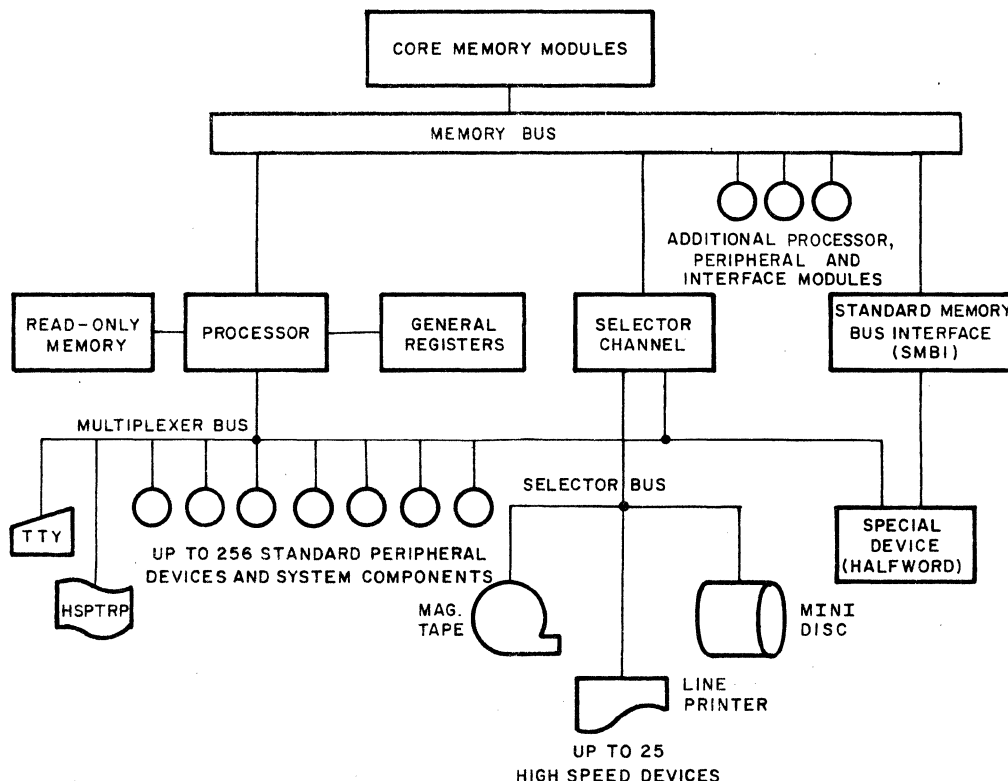 CORE MEMORY MODULES
MEMORY BUS
ADDITIONAL PROCESSOR,
PERIPHERAL AND
INTERFACE MODULES
READ-ONLY
MEMORY
PROCESSOR
GENERAL
REGISTERS
SELECTOR
CHANNEL
STANDARD MEMORY
BUS INTERFACE
(SMBI)
MULTIPLEXER BUS
SELECTOR BUS
TTY
HSPTRP
UP TO 256 STANDARD PERIPHERAL
DEVICES AND SYSTEM COMPONENTS
SPECIAL
DEVICE
(HALFWORD)
MAG.
TAPE
MINI
DISC
LINE
PRINTER
UP TO 25
HIGH SPEED DEVICES